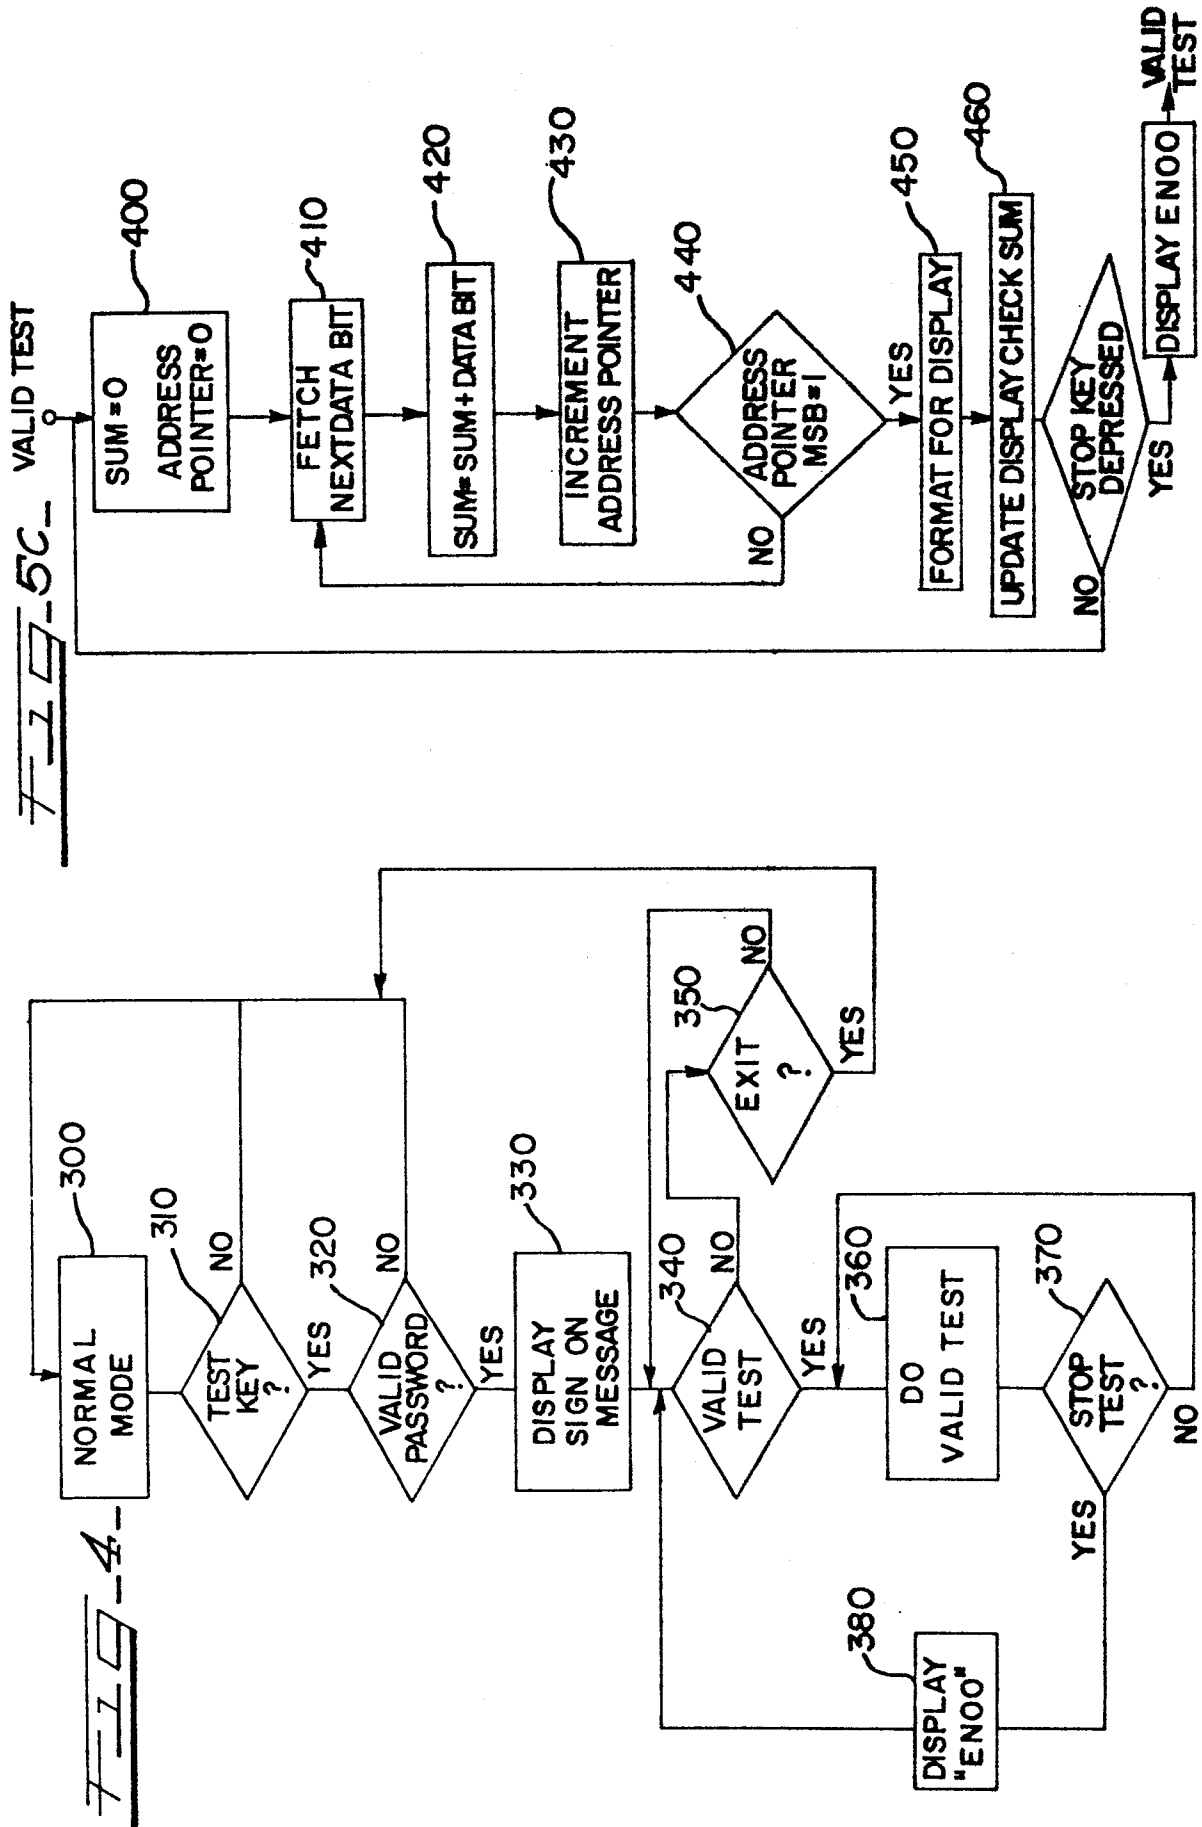 Fig-4-
NORMAL
MODE
300
TEST
KEY
?
310
NO
YES
VALID
PASSWORD
?
320
NO
YES
DISPLAY
SIGN ON
MESSAGE
330
VALID
TEST
340
NO
YES
EXIT
?
350
NO
YES
DO
VALID TEST
360
STOP
TEST
?
370
YES
NO
DISPLAY
"EN00"
380
Fig-5C-
VALID TEST
SUM=0
ADDRESS
POINTER=0
400
FETCH
NEXTDATA BIT
410
SUM=SUM+DATA BIT
420
INCREMENT
ADDRESS POINTER
430
ADDRESS
POINTER
MSB=1
440
NO
YES
FORMAT FOR DISPLAY
450
UPDATE DISPLAY CHECK SUM
460
STOP KEY
DEPRESSED
NO
YES
DISPLAY EN00
VALID
TEST